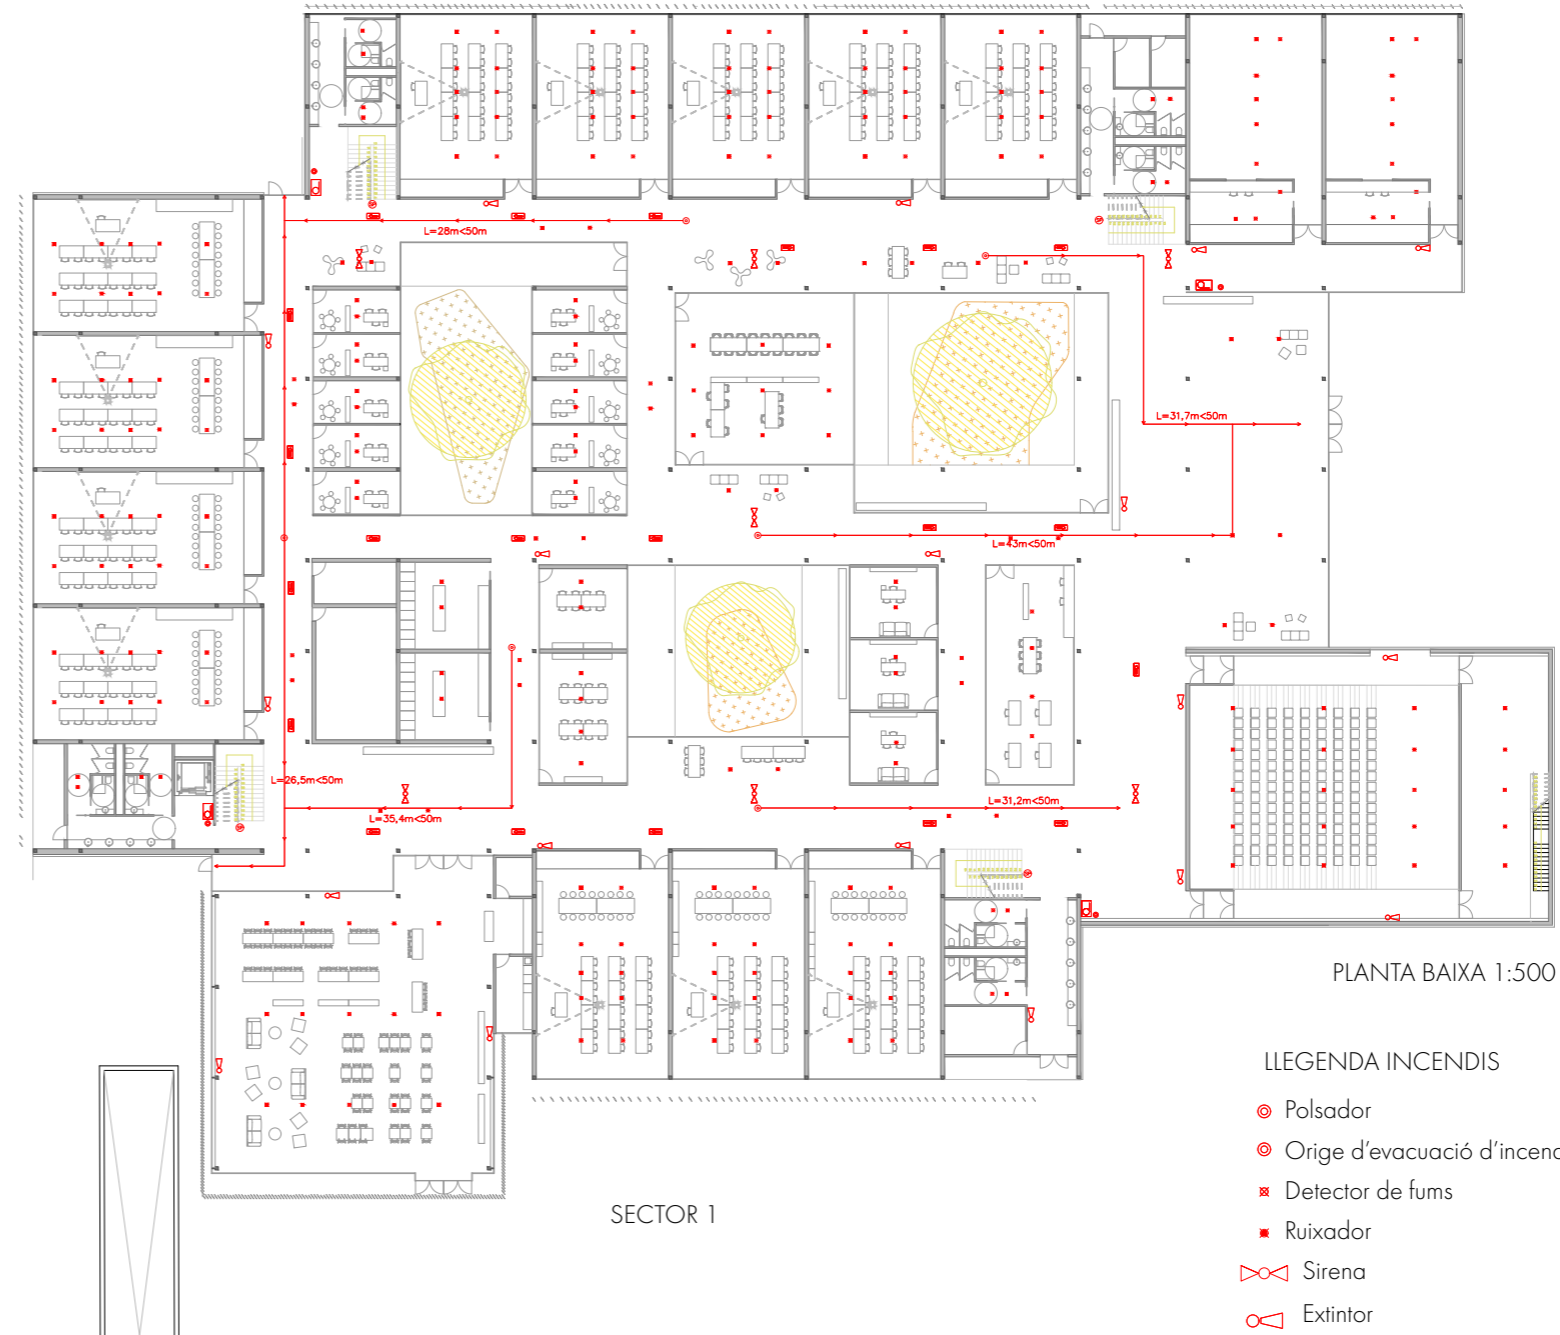 L=28m<50m
L=31,7m<50m
L=43m<50m
L=26,5m<50m
L=35,4m<50m
L=31,2m<50m
PLANTA BAIXA 1:500
LLEGENDA INCENDIS
Polsador
Orige d'evacuació d'incenc
Detector de fums
Ruixador
Sirena
Extintor
SECTOR 1